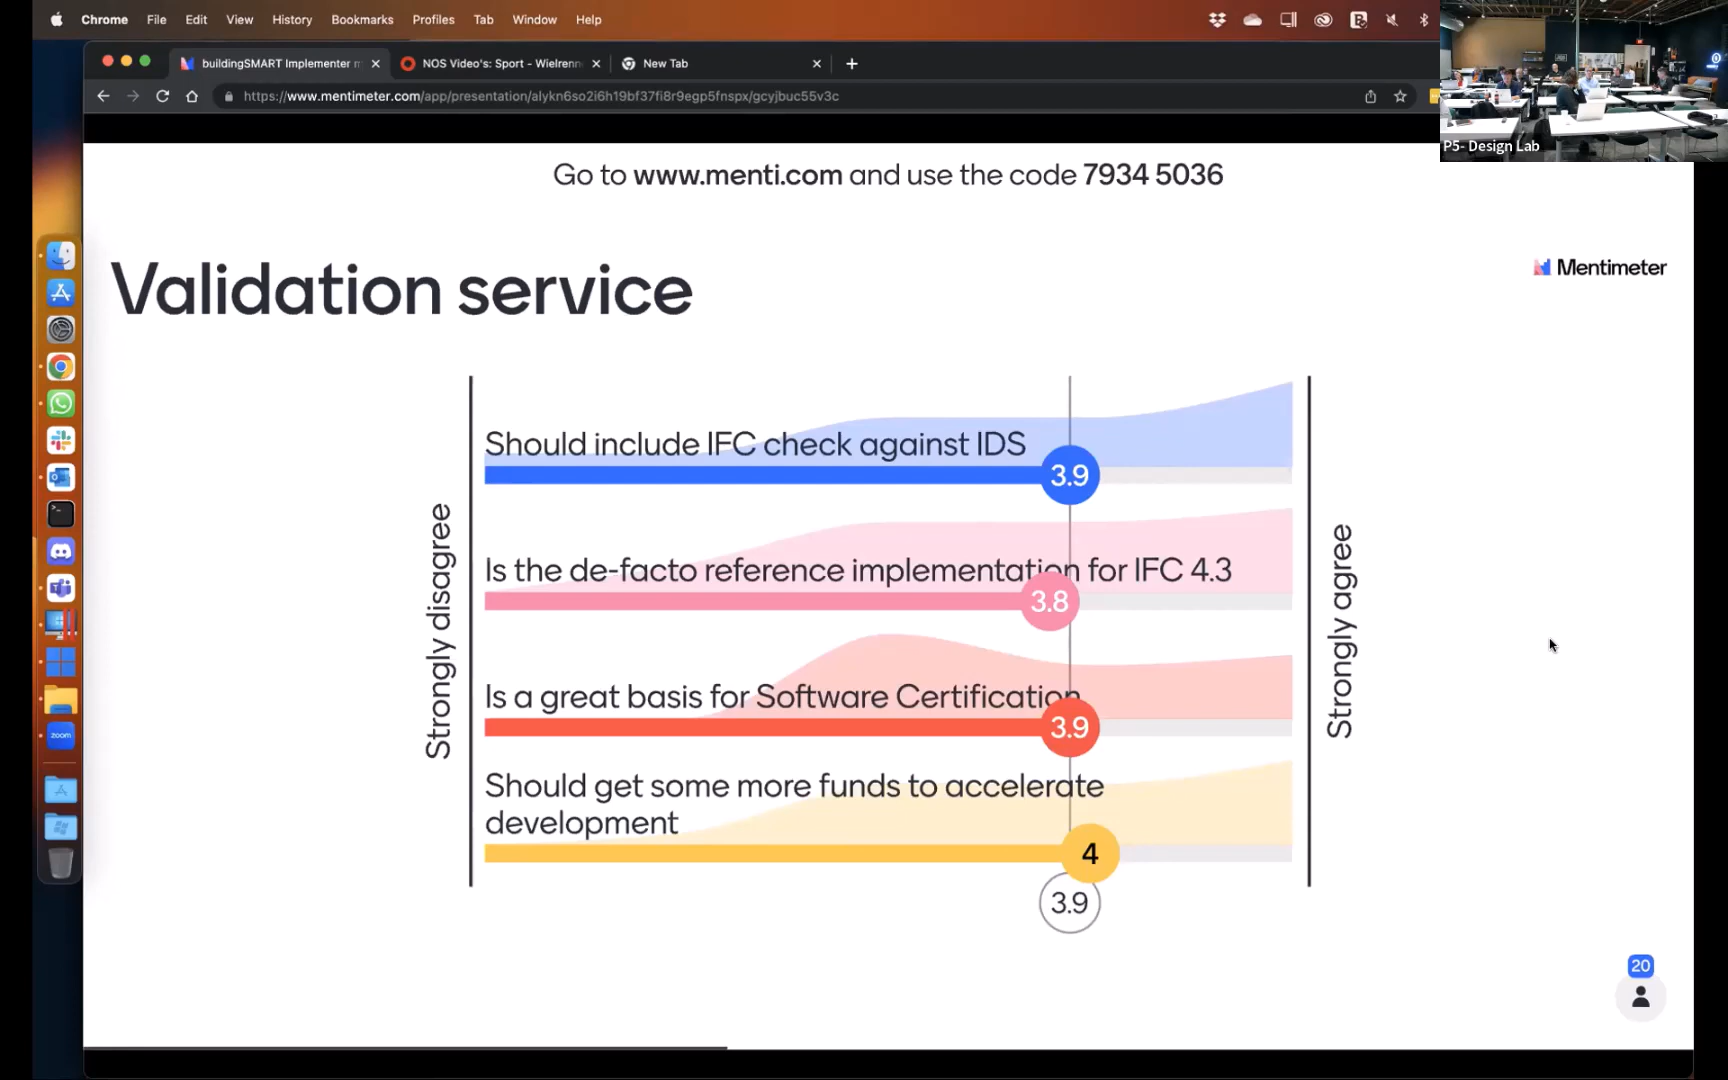 Chrome File Edit View History Bookmarks Profiles Tab Window Help
buildingSMART Implementer m
NOS Video's: Sport - Wielrenn
New Tab
https://www.mentimeter.com/app/presentation/alykn6so2i6h19bf37fi8r9egp5fnspx/gcyjbuc55v3c
P5- Design Lab
Go to www.menti.com and use the code 7934 5036
Validation service
Mentimeter
Strongly disagree
Should include IFC check against IDS
3.9
Is the de-facto reference implementation for IFC 4.3
3.8
Is a great basis for Software Certification
3.9
Should get some more funds to accelerate
development
4
3.9
Strongly agree
zoom
20